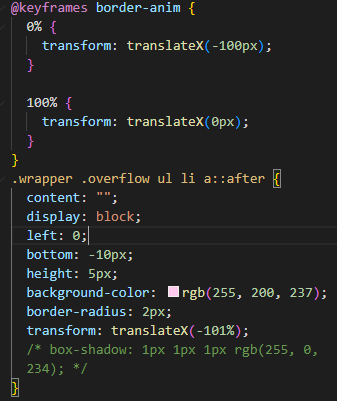 @keyframes border-anim {
0% {
transform: translateX(-100px);
}
100% {
transform: translateX(0px);
}
}
.wrapper .overflow ul li a::after {
content: "";
display: block;
left: 0;
bottom: -10px;
height: 5px;
background-color: rgb(255, 200, 237);
border-radius: 2px;
transform: translateX(-101%);
/* box-shadow: 1px 1px 1px rgb(255, 0,
234); */
}